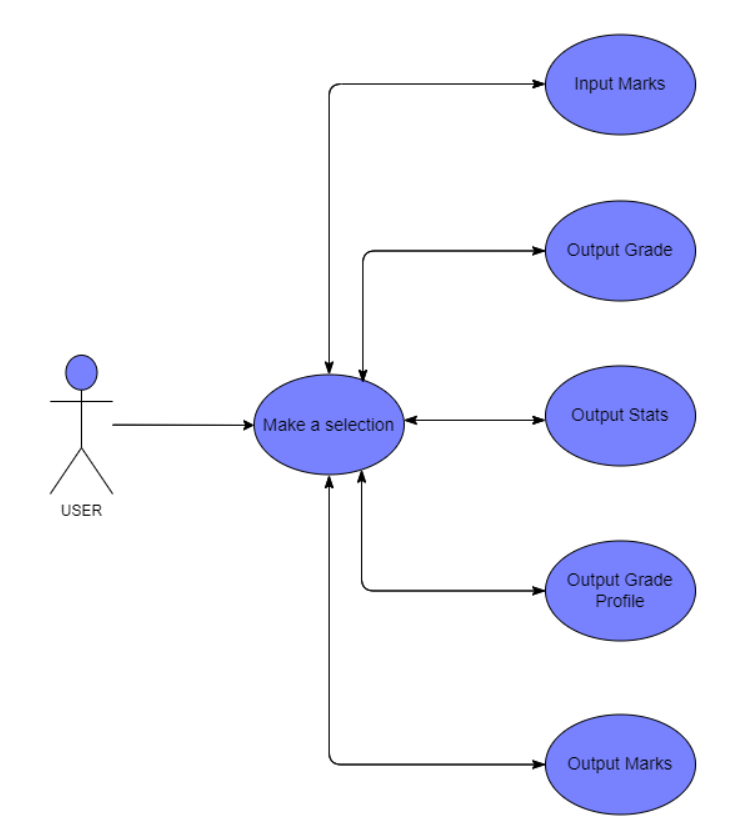 Input Marks
Output Grade
Output Stats
Make a selection
USER
Output Grade
Profile
Output Marks